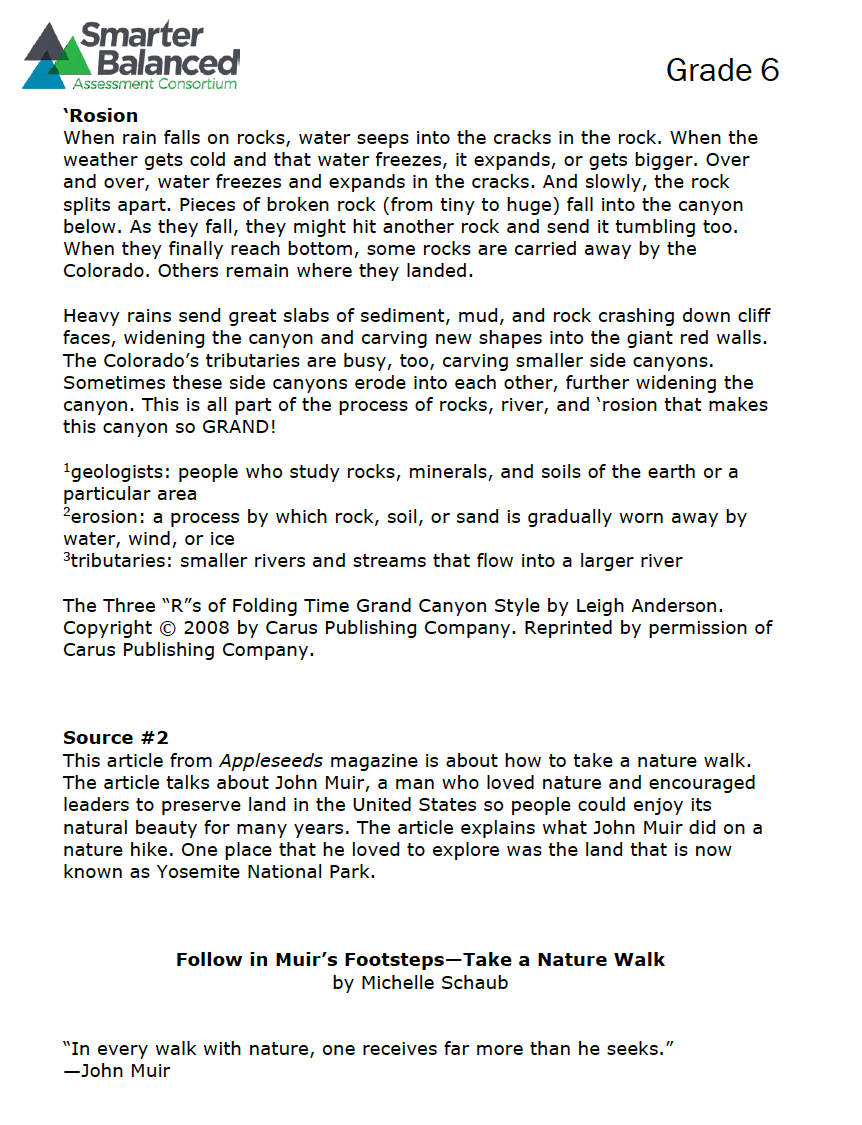 Smarter
Balanced
Assessment Consortium
Grade 6
‘Rosion
When rain falls on rocks, water seeps into the cracks in the rock. When the
weather gets cold and that water freezes, it expands, or gets bigger. Over
and over, water freezes and expands in the cracks. And slowly, the rock
splits apart. Pieces of broken rock (from tiny to huge) fall into the canyon
below. As they fall, they might hit another rock and send it tumbling too.
When they finally reach bottom, some rocks are carried away by the
Colorado. Others remain where they landed.
Heavy rains send great slabs of sediment, mud, and rock crashing down cliff
faces, widening the canyon and carving new shapes into the giant red walls.
The Colorado’s tributaries are busy, too, carving smaller side canyons.
Sometimes these side canyons erode into each other, further widening the
canyon. This is all part of the process of rocks, river, and ‘rosion that makes
this canyon so GRAND!
¹geologists: people who study rocks, minerals, and soils of the earth or a
particular area
²erosion: a process by which rock, soil, or sand is gradually worn away by
water, wind, or ice
³tributaries: smaller rivers and streams that flow into a larger river
The Three “R”s of Folding Time Grand Canyon Style by Leigh Anderson.
Copyright © 2008 by Carus Publishing Company. Reprinted by permission of
Carus Publishing Company.
Source #2
This article from Appleseeds magazine is about how to take a nature walk.
The article talks about John Muir, a man who loved nature and encouraged
leaders to preserve land in the United States so people could enjoy its
natural beauty for many years. The article explains what John Muir did on a
nature hike. One place that he loved to explore was the land that is now
known as Yosemite National Park.
Follow in Muir’s Footsteps—Take a Nature Walk
by Michelle Schaub
“In every walk with nature, one receives far more than he seeks.”
—John Muir